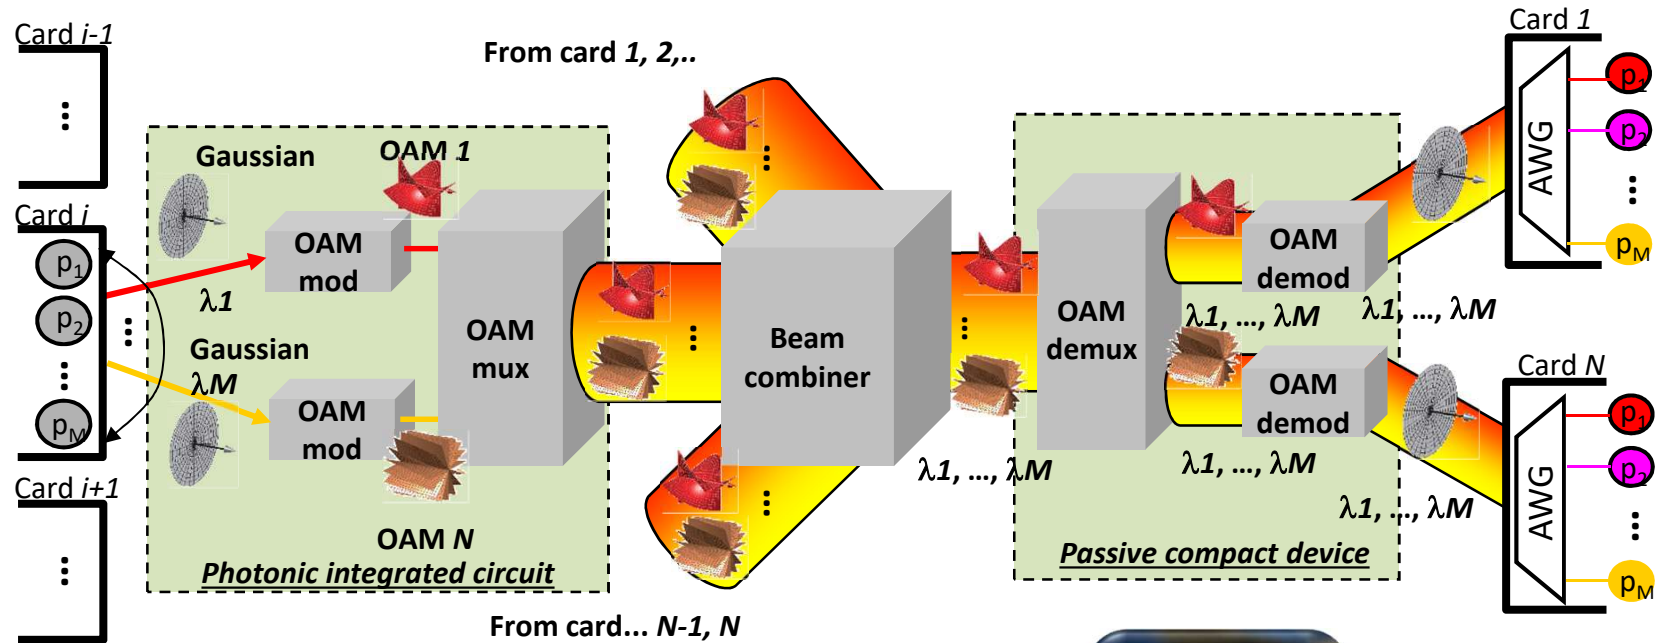 Card i-1
⋮
Card i
p1
p2
...
pM
⋮
Card i+1
⋮
Gaussian
OAM 1
λ1
OAM
mod
...
Gaussian
λM
OAM
mod
OAM
mux
OAM N
Photonic integrated circuit
From card 1, 2,..
...
⋮
Beam
combiner
⋮
From card... N-1, N
⋮
λ1, ..., λM
OAM
demux
OAM
demod
λ1, ..., λM
λ1, ..., λM
OAM
demod
λ1, ..., λM
λ1, ..., λM
Passive compact device
Card 1
AWG
p1
p2
⋮
pM
Card N
AWG
p1
p2
⋮
pM